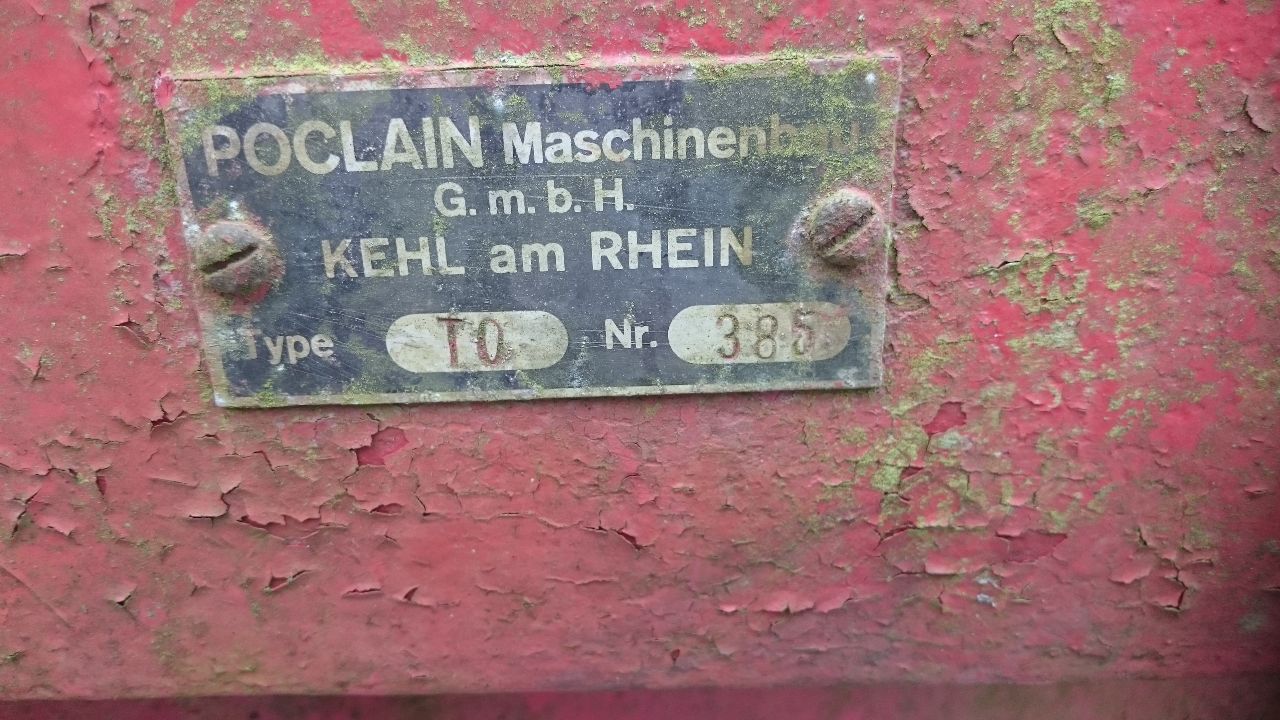 POCLAIN Maschinenbau
G. m. b. H.
KEHL am RHEIN
Type TO Nr. 385